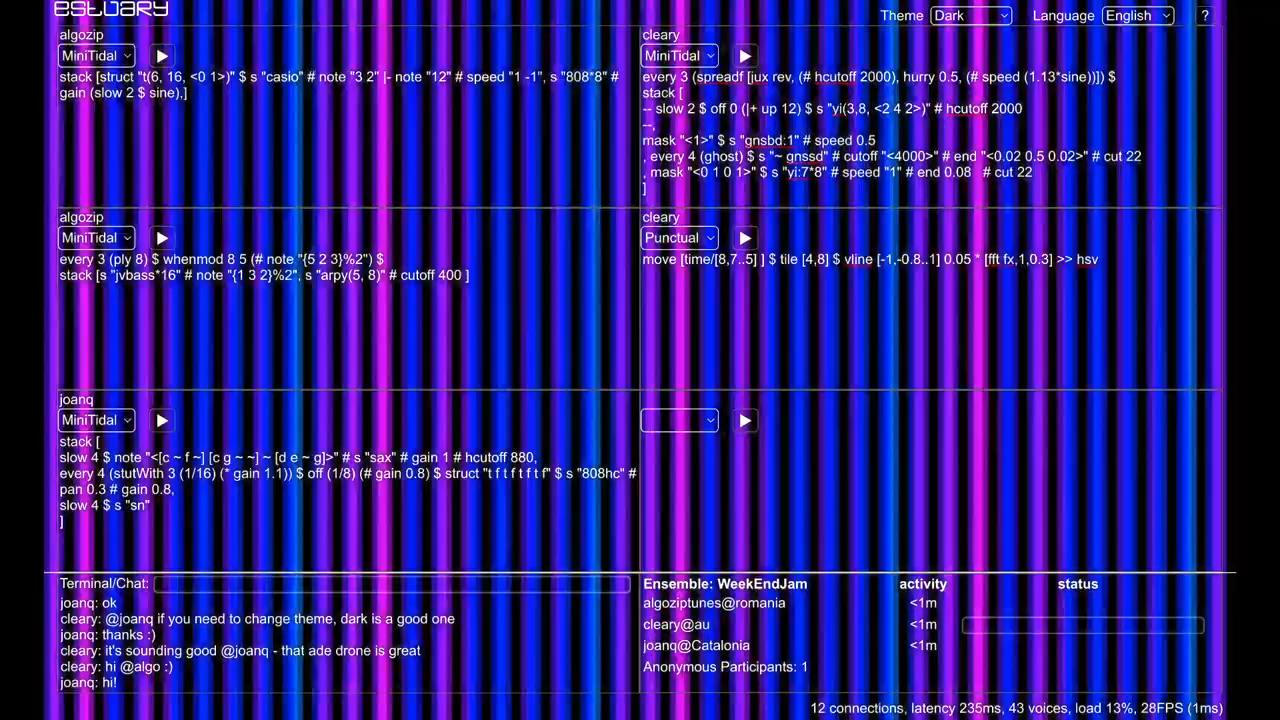 estuary
Theme Dark Language English ?
algozip
MiniTidal
stack [struct "t(6, 16, <0 1>)" $ s "casio" # note "3 2" |- note "12" # speed "1 -1", s "808*8" #
gain (slow 2 $ sine),]
cleary
MiniTidal
every 3 (spreadf [jux rev, (# hcutoff 2000), hurry 0.5, (# speed (1.13*sine))]) $
stack [
-- slow 2 $ off 0 (|+ up 12) $ s "yi(3,8, <2 4 2>)" # hcutoff 2000
--,
mask "<1>" $ s "gnsbd:1" # speed 0.5
, every 4 (ghost) $ s "~ gnssd" # cutoff "<4000>" # end "<0.02 0.5 0.02>" # cut 22
, mask "<0 1 0 1>" $ s "yi:7*8" # speed "1" # end 0.08 # cut 22
]
algozip
MiniTidal
every 3 (ply 8) $ whenmod 8 5 (# note "{5 2 3}%2") $
stack [s "jvbass*16" # note "{1 3 2}%2", s "arpy(5, 8)" # cutoff 400 ]
cleary
Punctual
move [time/[8,7..5] ] $ tile [4,8] $ vline [-1,-0.8..1] 0.05 * [fft fx,1,0.3] >> hsv
joanq
MiniTidal
stack [
slow 4 $ note "<[c ~ f ~] [c g ~ ~] ~ [d e ~ g]>" # s "sax" # gain 1 # hcutoff 880,
every 4 (stutWith 3 (1/16) (* gain 1.1)) $ off (1/8) (# gain 0.8) $ struct "t f t f t f t f" $ s "808hc" #
pan 0.3 # gain 0.8,
slow 4 $ s "sn"
]
Terminal/Chat:
joanq: ok
cleary: @joanq if you need to change theme, dark is a good one
joanq: thanks :)
cleary: it's sounding good @joanq - that ade drone is great
cleary: hi @algo :)
joanq: hi!
Ensemble: WeekEndJam activity status
algoziptunes@romania <1m
cleary@au <1m
joanq@Catalonia <1m
Anonymous Participants: 1
12 connections, latency 235ms, 43 voices, load 13%, 28FPS (1ms)